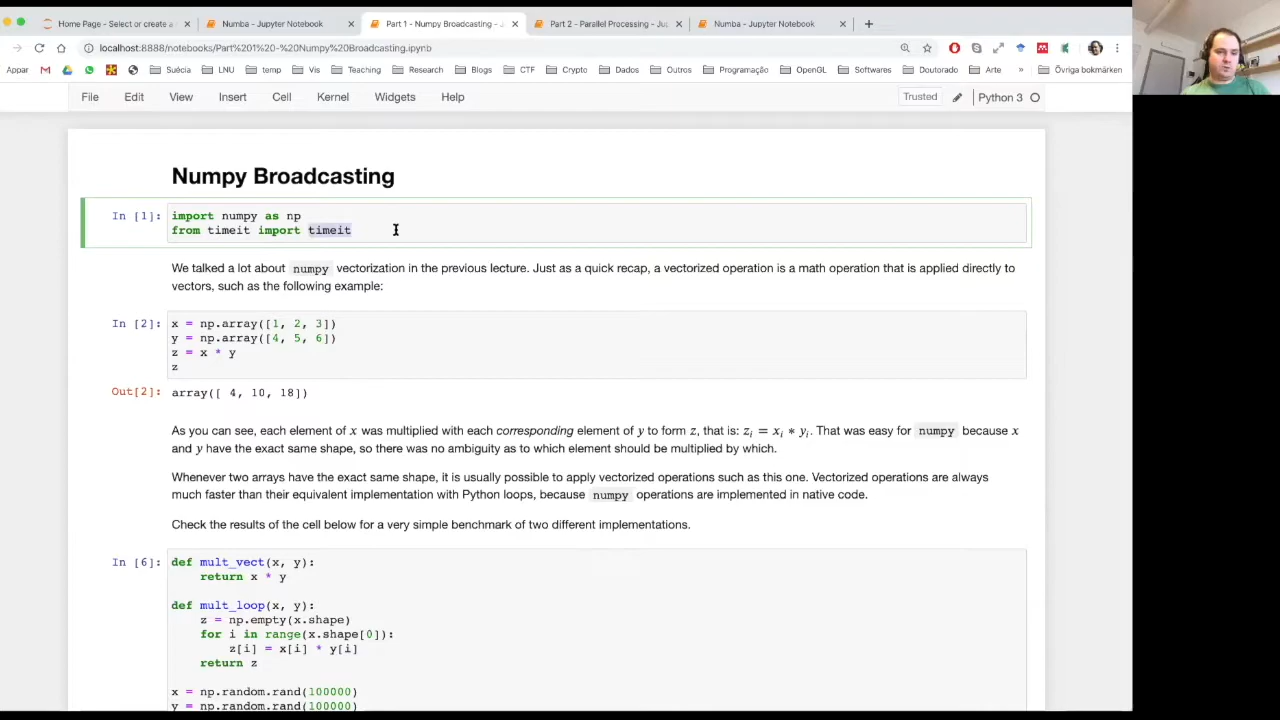 Home Page - Select or create a
Numba - Jupyter Notebook
Part 1 - Numpy Broadcasting -
Part 2 - Parallel Processing - Ju
Numba - Jupyter Notebook
localhost:8888/notebooks/Part%201%20-%20Numpy%20Broadcasting.ipynb
Appar
Suécia
LNU
temp
Vis
Teaching
Research
Blogs
CTF
Crypto
Dados
Outros
Programação
OpenGL
Softwares
Doutorado
Arte
»
Övriga bokmärken
File Edit View Insert Cell Kernel Widgets Help
Trusted
Python 3
Numpy Broadcasting
In [1]: import numpy as np
from timeit import timeit
We talked a lot about numpy vectorization in the previous lecture. Just as a quick recap, a vectorized operation is a math operation that is applied directly to
vectors, such as the following example:
In [2]: x = np.array([1, 2, 3])
y = np.array([4, 5, 6])
z = x * y
z
Out[2]: array([ 4, 10, 18])
As you can see, each element of x was multiplied with each corresponding element of y to form z, that is: zᵢ = xᵢ * yᵢ. That was easy for numpy because x
and y have the exact same shape, so there was no ambiguity as to which element should be multiplied by which.
Whenever two arrays have the exact same shape, it is usually possible to apply vectorized operations such as this one. Vectorized operations are always
much faster than their equivalent implementation with Python loops, because numpy operations are implemented in native code.
Check the results of the cell below for a very simple benchmark of two different implementations.
In [6]: def mult_vect(x, y):
return x * y
def mult_loop(x, y):
z = np.empty(x.shape)
for i in range(x.shape[0]):
z[i] = x[i] * y[i]
return z
x = np.random.rand(100000)
y = np.random.rand(100000)